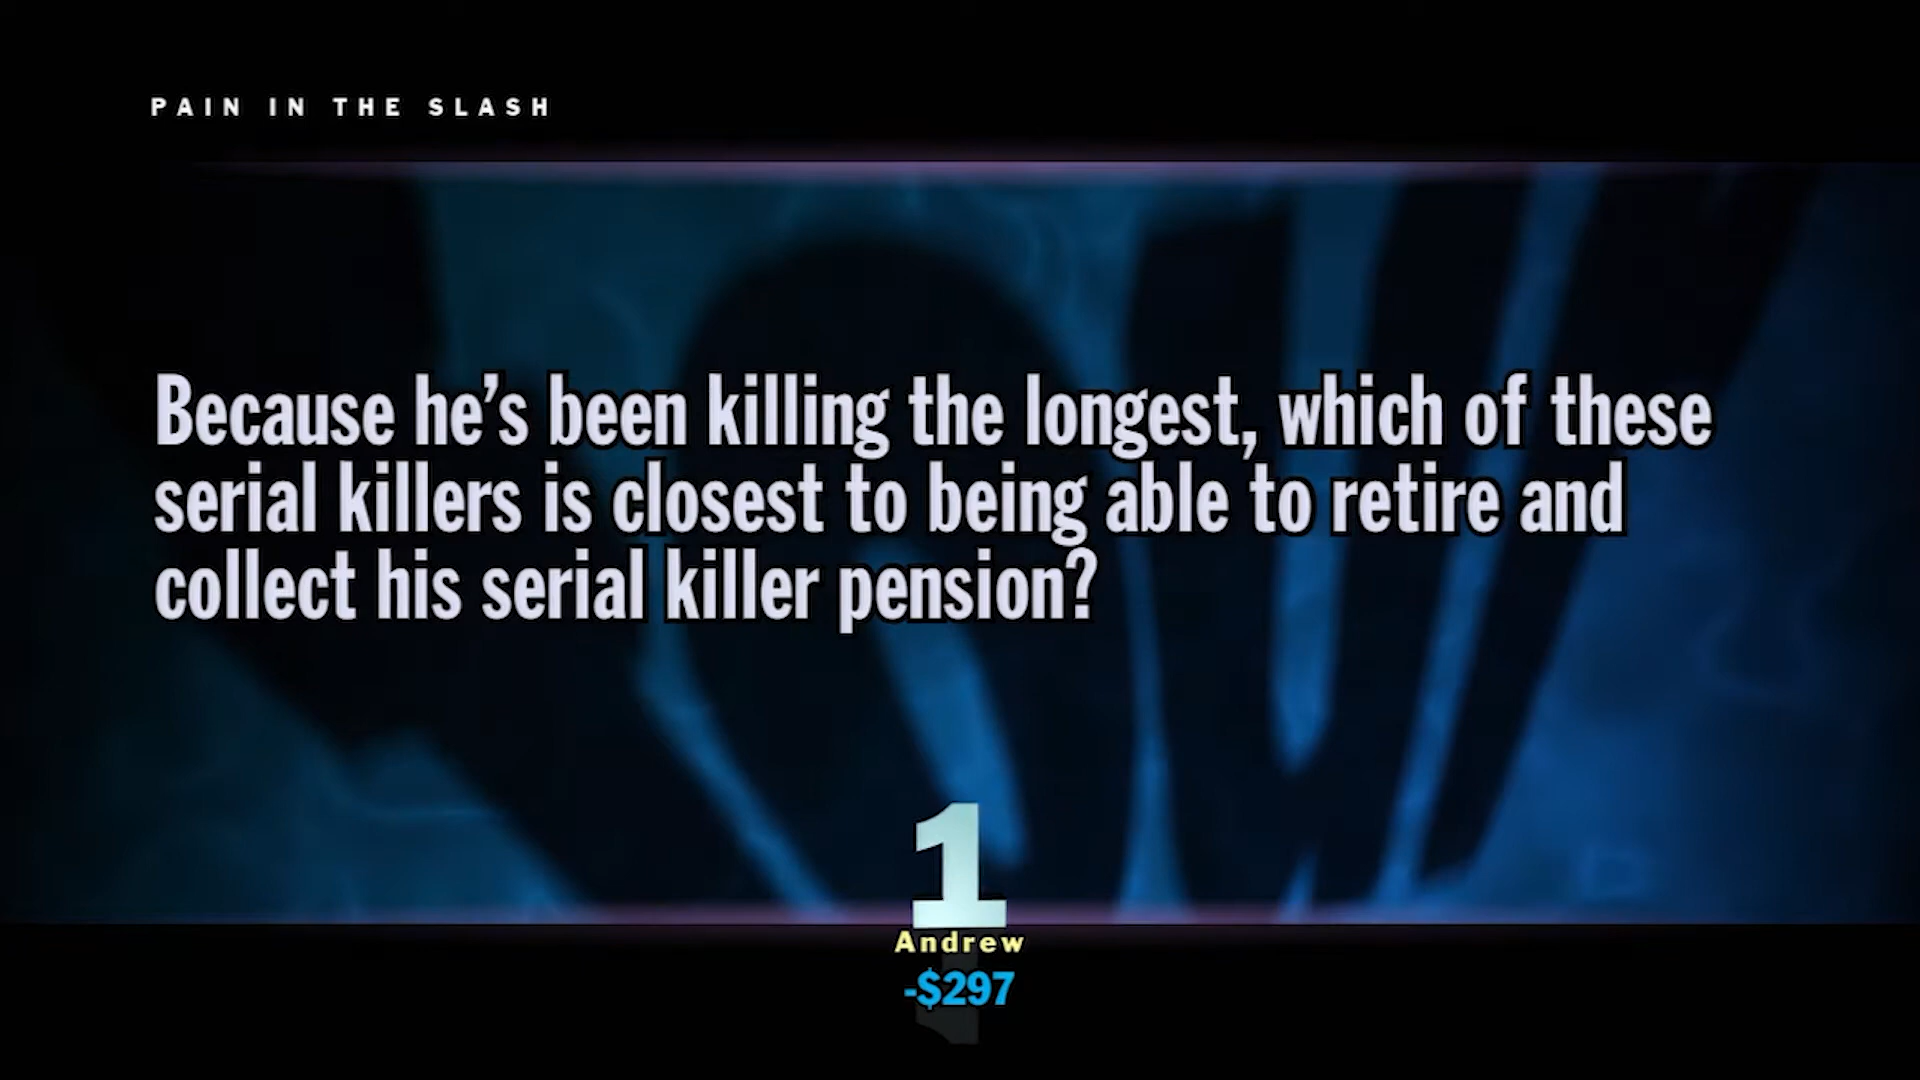 PAIN IN THE SLASH
Because he's been killing the longest, which of these
serial killers is closest to being able to retire and
collect his serial killer pension?
1
Andrew
-$297